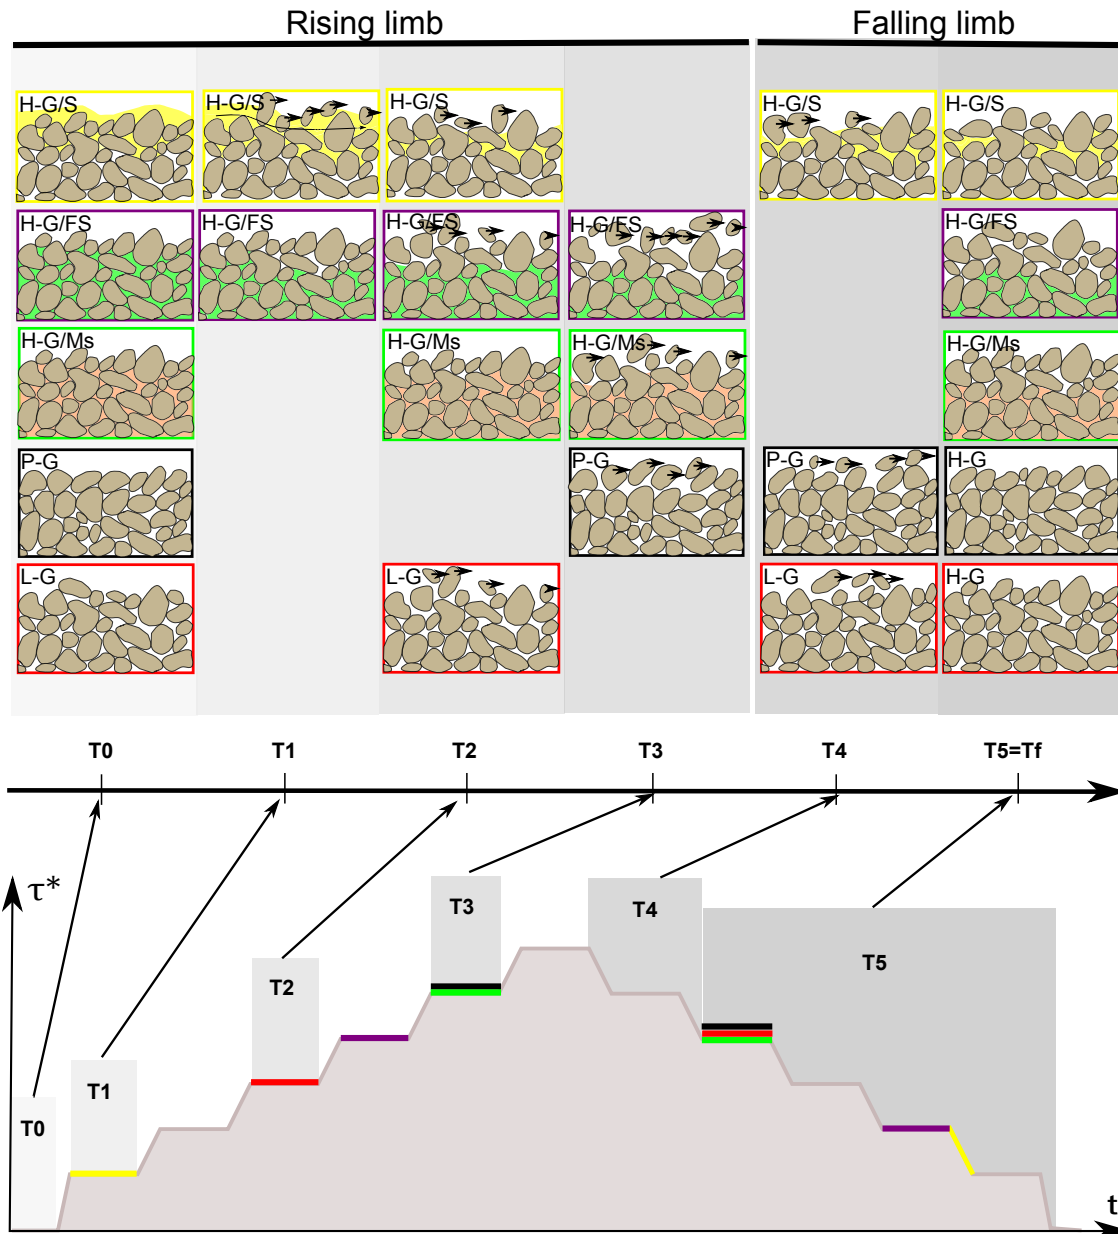 Rising limb Falling limb
H-G/S H-G/S H-G/S H-G/S H-G/S
H-G/FS H-G/FS H-G/FS H-G/FS H-G/FS
H-G/Ms H-G/Ms H-G/Ms H-G/Ms
P-G P-G P-G H-G
L-G L-G L-G H-G
T0 T1 T2 T3 T4 T5=Tf
τ*
T3 T4
T5
T2
T1
T0
t